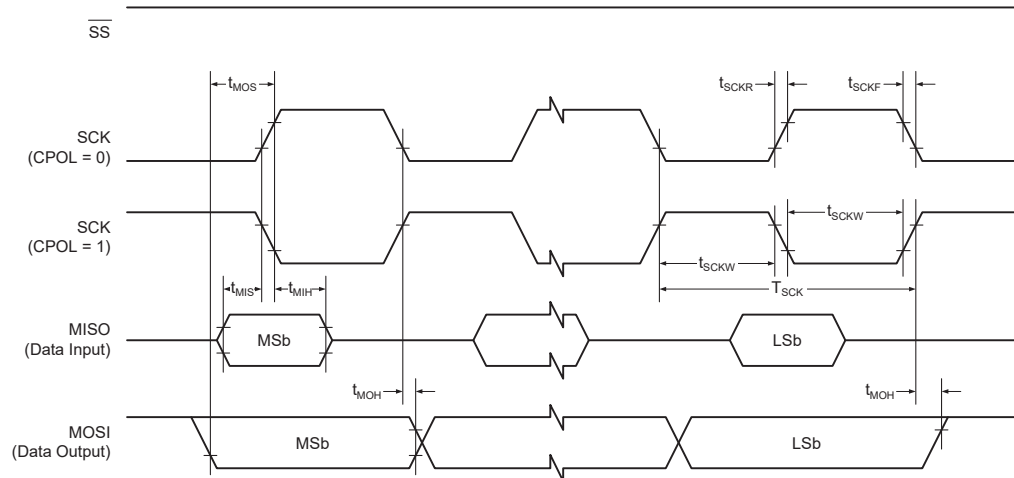 SS
tMOS
tSCKR
tSCKF
SCK
(CPOL = 0)
SCK
(CPOL = 1)
tSCKW
tSCKW
tMIS
tMIH
TSCK
MISO
(Data Input)
MSb
LSb
tMOH
tMOH
MOSI
(Data Output)
MSb
LSb